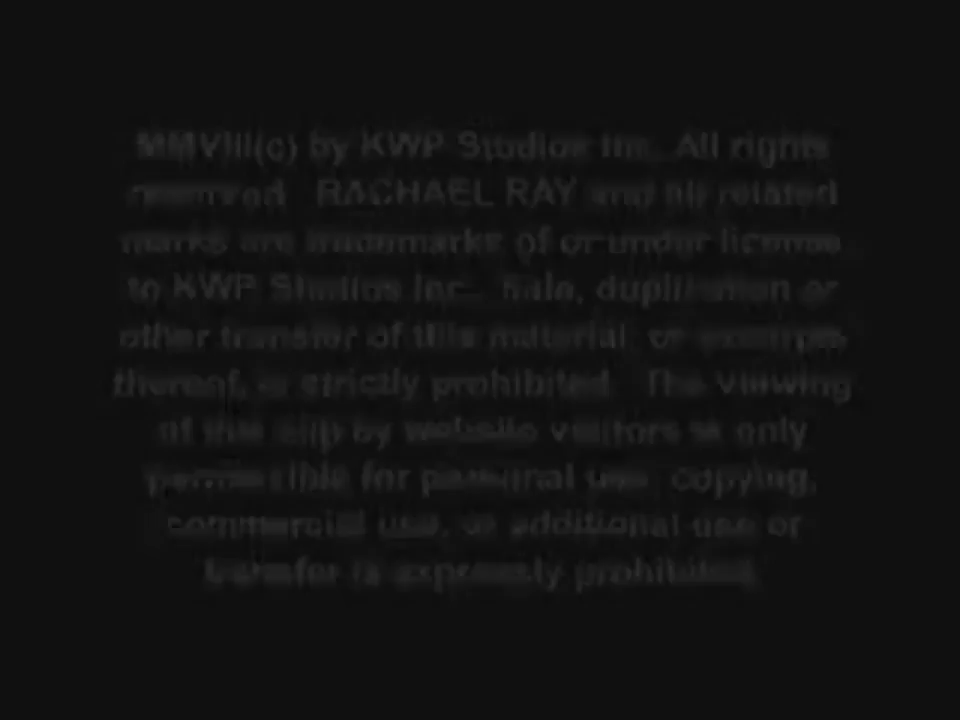 MMVIII(c) by KWP Studios Inc. All rights
reserved. RACHAEL RAY and all related
marks are trademarks of or under license
to KWP Studios Inc. Sale, duplication or
other transfer of this material, or excerpts
thereof, is strictly prohibited. The viewing
of this clip by website visitors is only
permissible for personal use; copying,
commercial use, or additional use or
transfer is expressly prohibited.